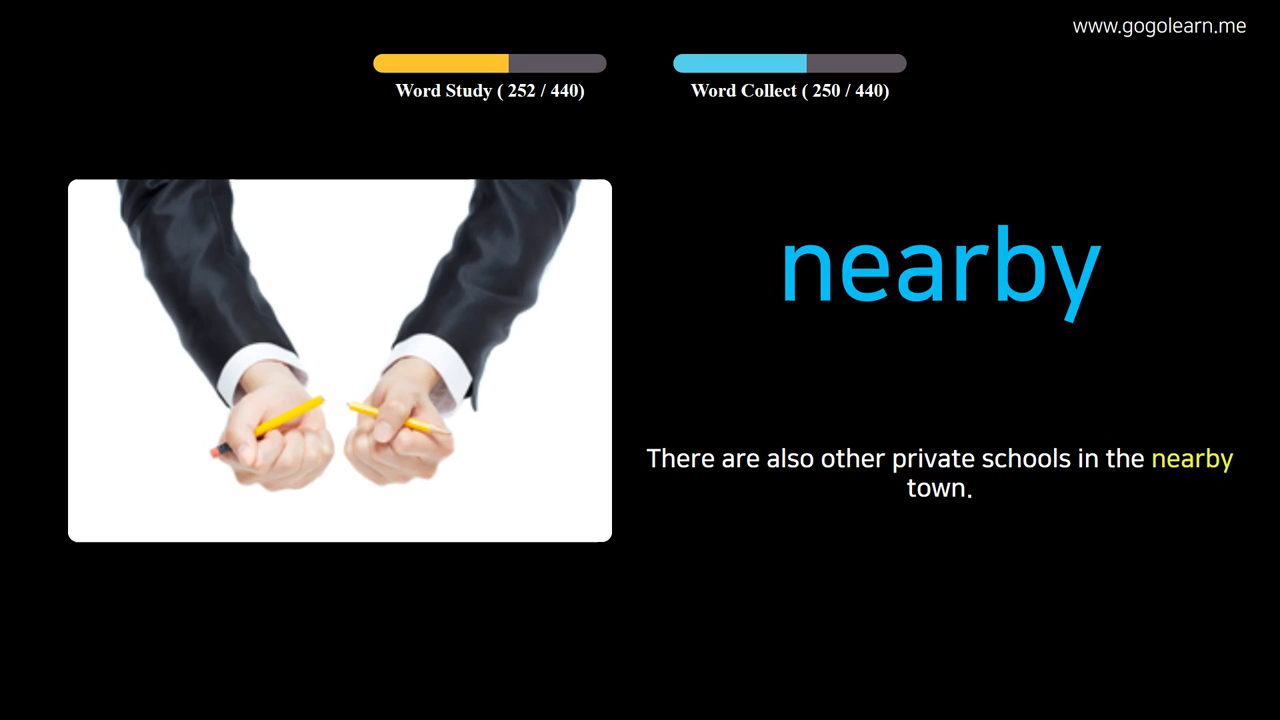 www.gogolearn.me
Word Study ( 252 / 440)
Word Collect ( 250 / 440)
nearby
There are also other private schools in the nearby
town.